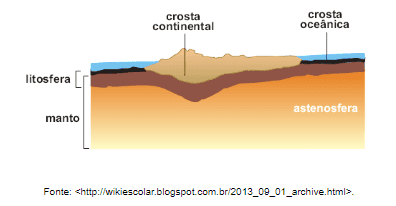 crosta
continental
crosta
oceânica
litosfera
manto
astenosfera
Fonte: <http://wikiescolar.blogspot.com.br/2013_09_01_archive.html>.